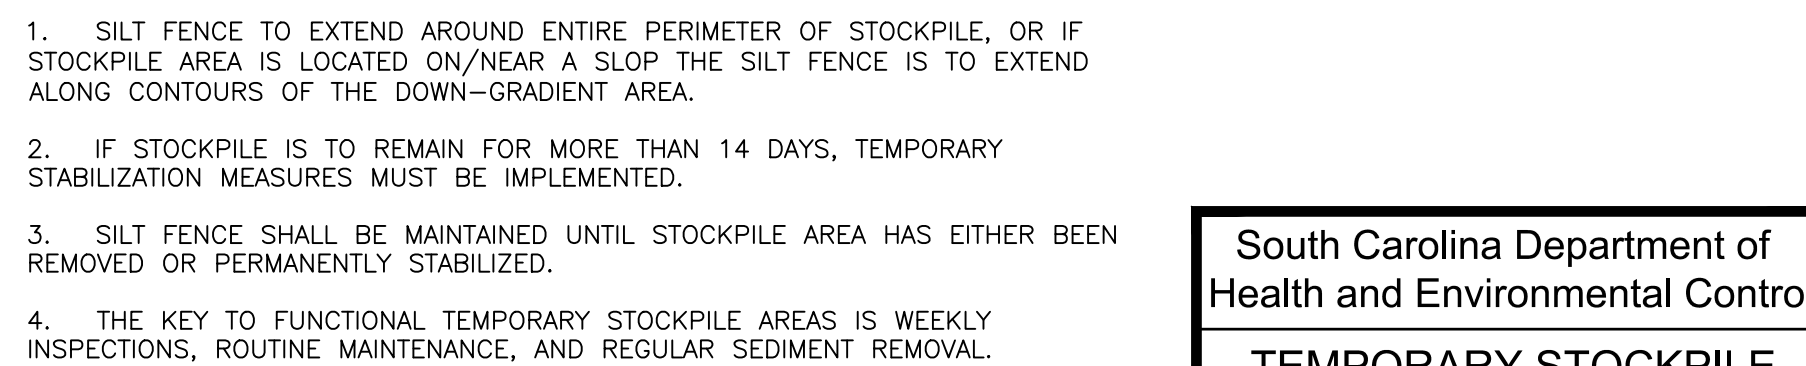 1. SILT FENCE TO EXTEND AROUND ENTIRE PERIMETER OF STOCKPILE, OR IF
STOCKPILE AREA IS LOCATED ON/NEAR A SLOP THE SILT FENCE IS TO EXTEND
ALONG CONTOURS OF THE DOWN-GRADIENT AREA.
2. IF STOCKPILE IS TO REMAIN FOR MORE THAN 14 DAYS, TEMPORARY
STABILIZATION MEASURES MUST BE IMPLEMENTED.
3. SILT FENCE SHALL BE MAINTAINED UNTIL STOCKPILE AREA HAS EITHER BEEN
REMOVED OR PERMANENTLY STABILIZED.
4. THE KEY TO FUNCTIONAL TEMPORARY STOCKPILE AREAS IS WEEKLY
INSPECTIONS, ROUTINE MAINTENANCE, AND REGULAR SEDIMENT REMOVAL.
South Carolina Department of
Health and Environmental Contro
TEMPORARY STOCKPILE